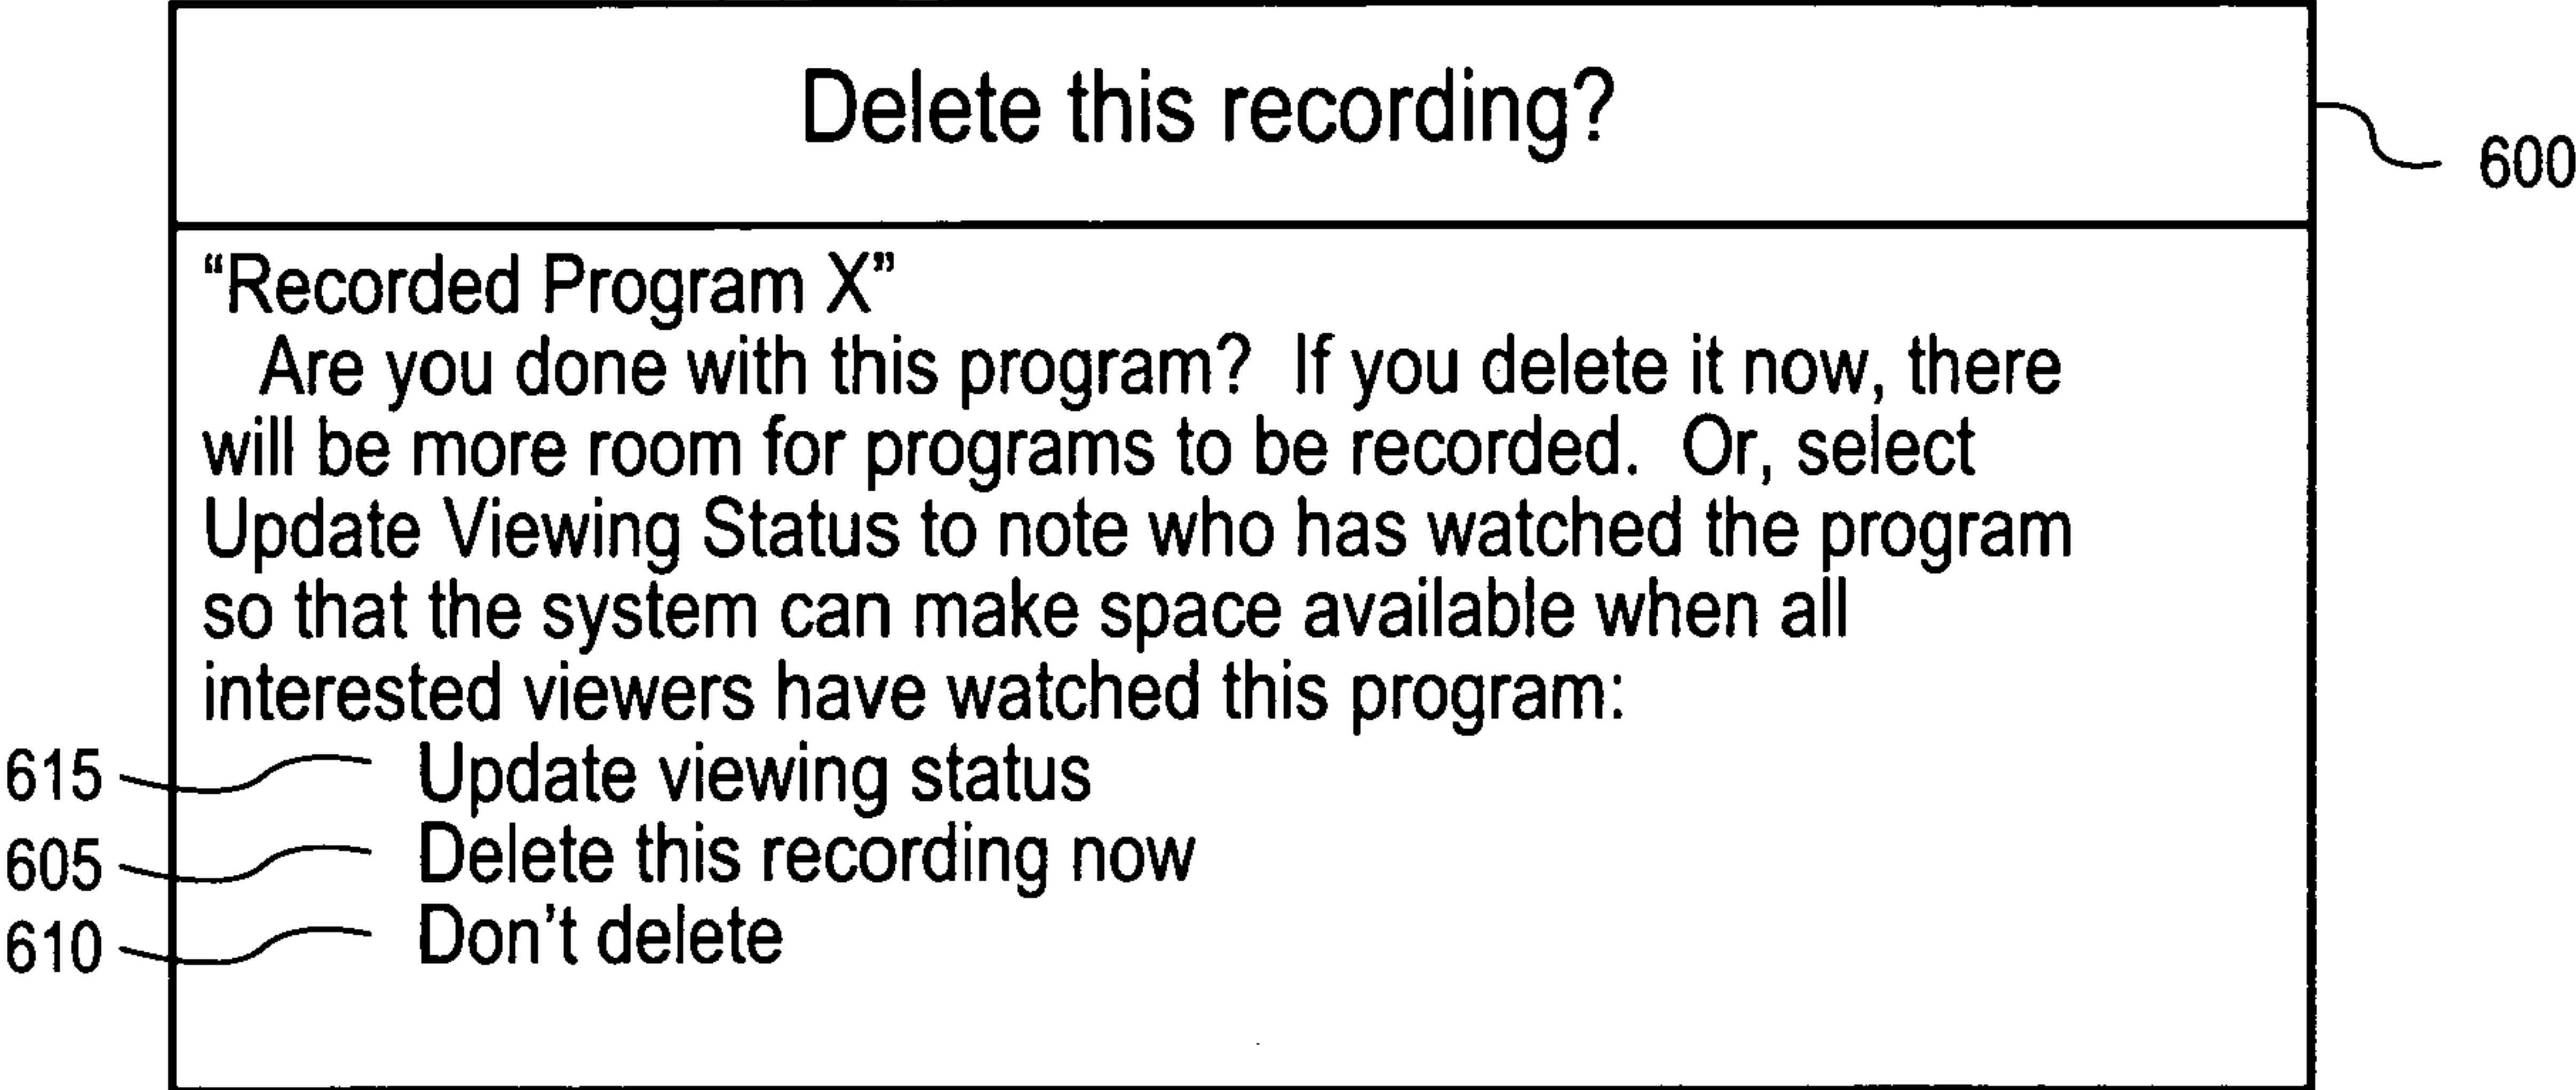 Delete this recording?
600
“Recorded Program X”
Are you done with this program? If you delete it now, there
will be more room for programs to be recorded. Or, select
Update Viewing Status to note who has watched the program
so that the system can make space available when all
interested viewers have watched this program:
615 Update viewing status
605 Delete this recording now
610 Don't delete